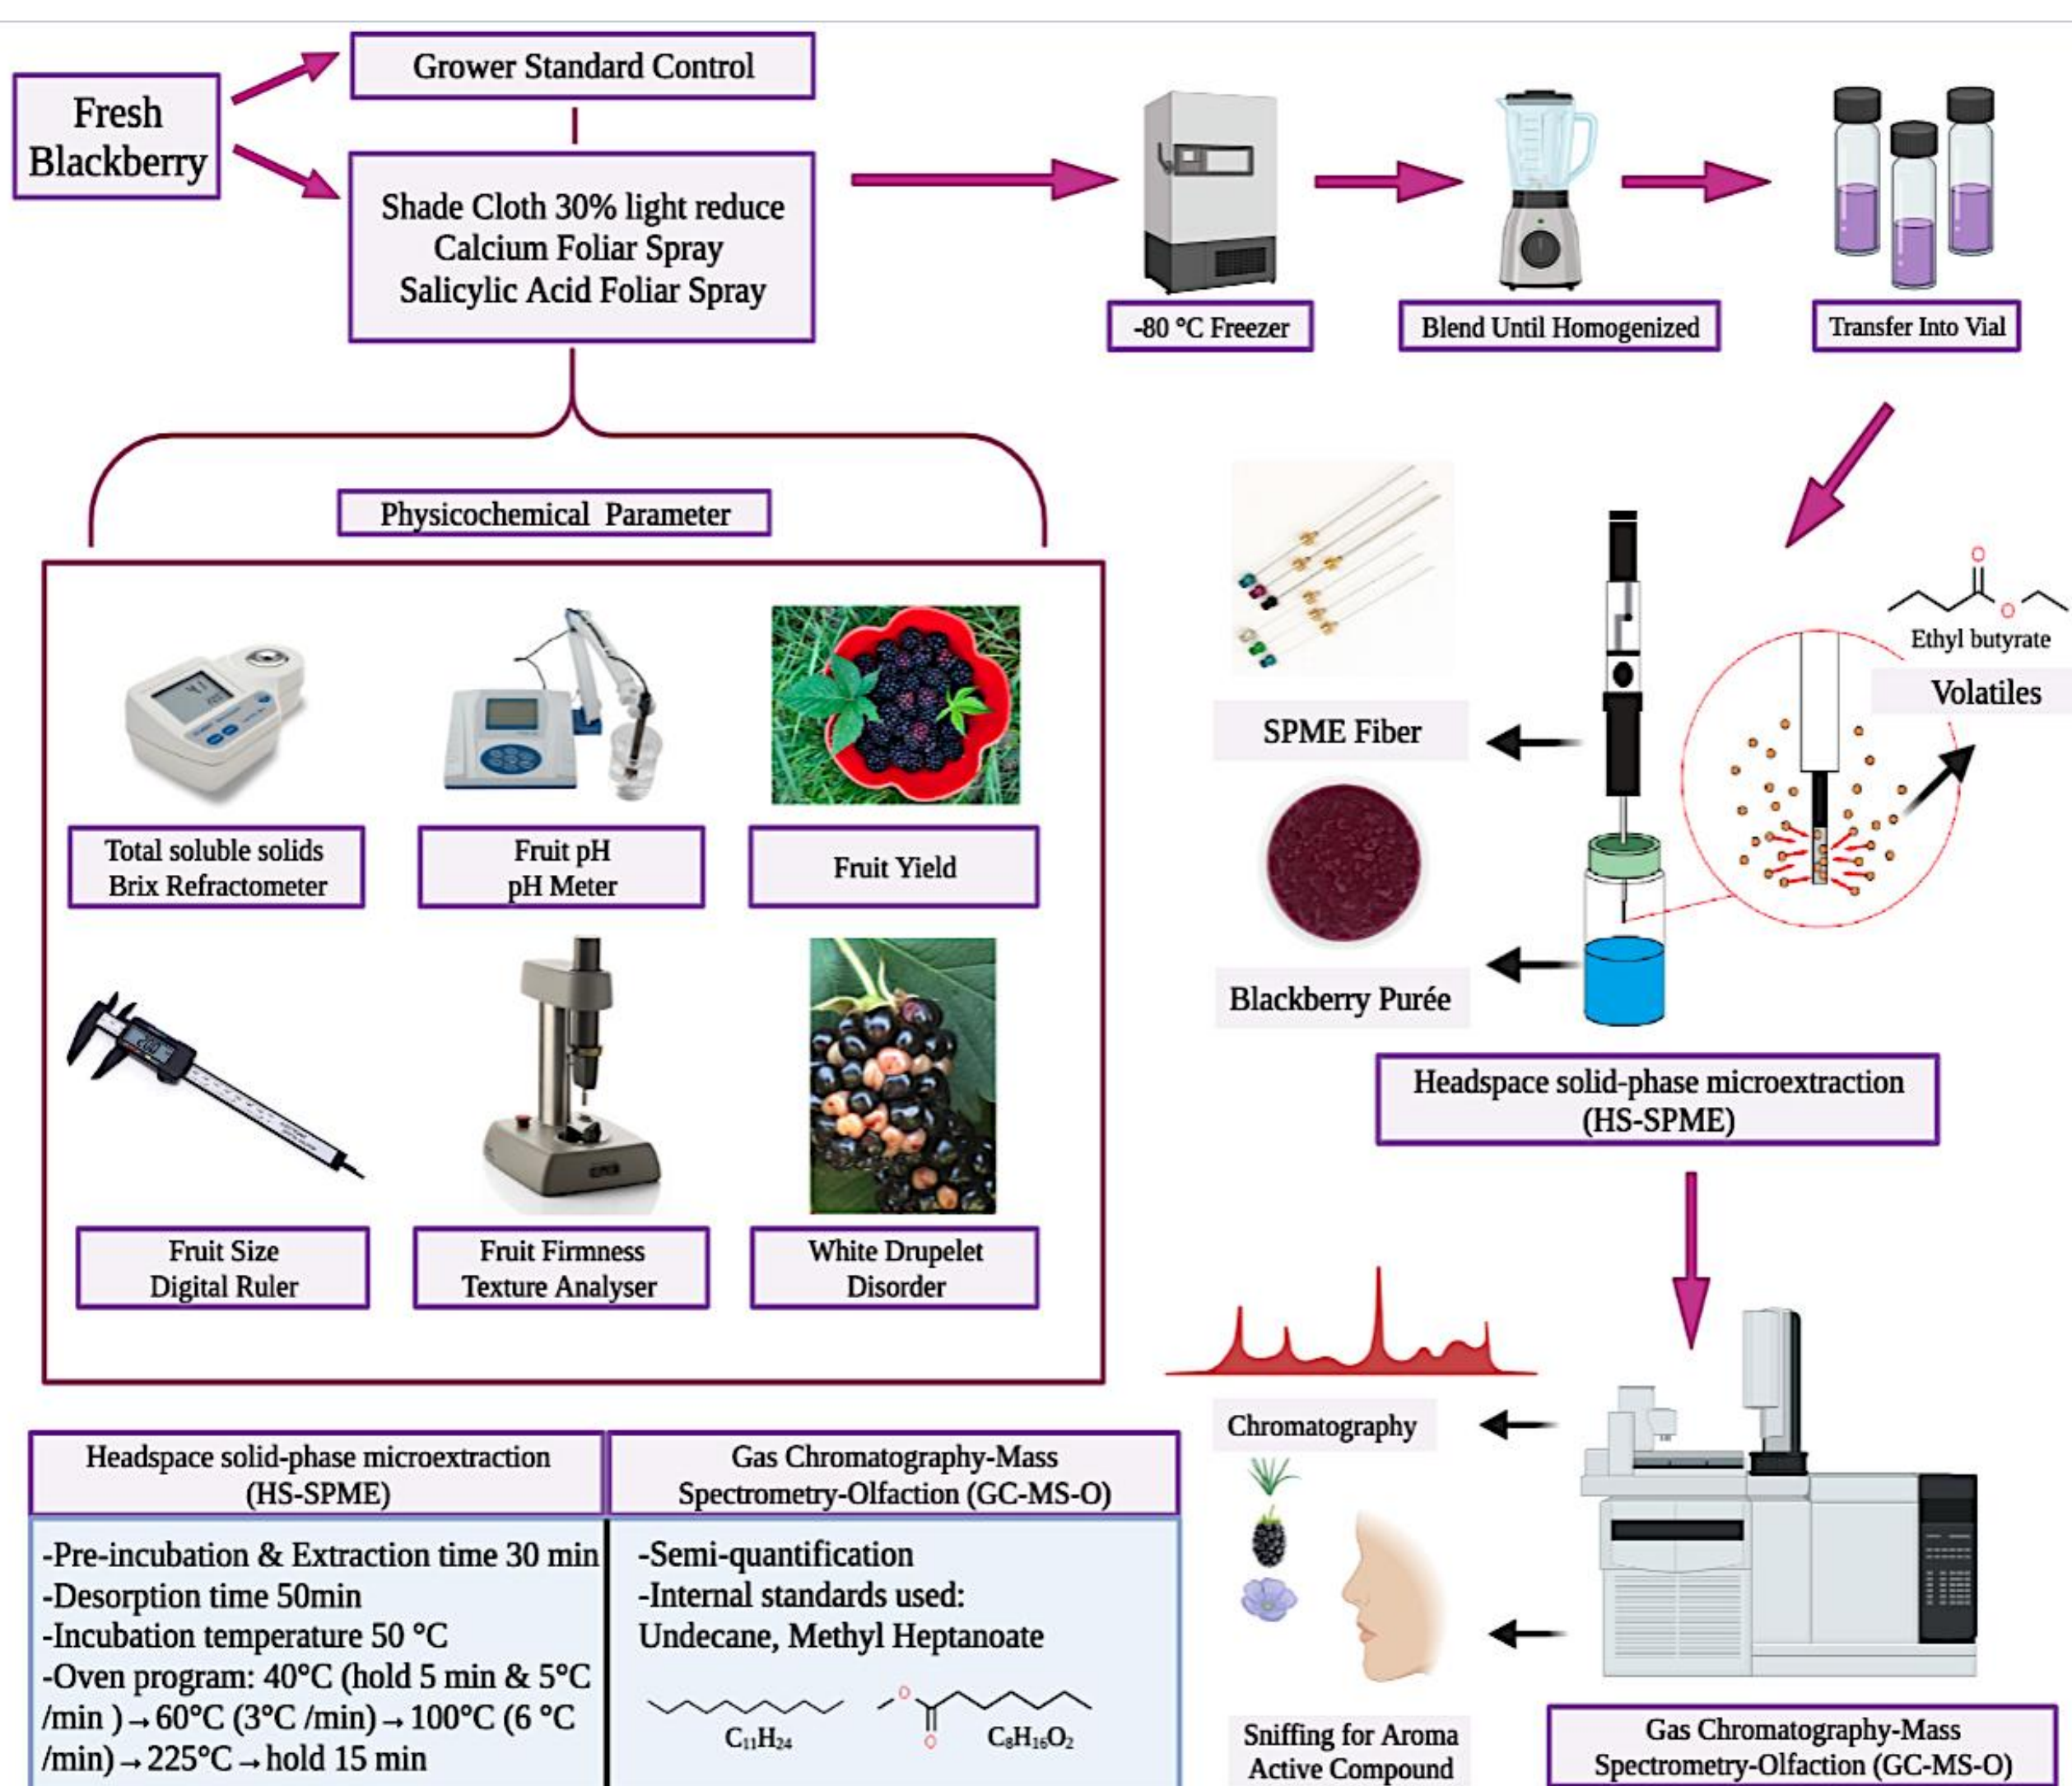 Fresh
Blackberry
Grower Standard Control
Shade Cloth 30% light reduce
Calcium Foliar Spray
Salicylic Acid Foliar Spray
-80 °C Freezer
Blend Until Homogenized
Transfer Into Vial
Physicochemical Parameter
Total soluble solids
Brix Refractometer
Fruit pH
pH Meter
Fruit Yield
Fruit Size
Digital Ruler
Fruit Firmness
Texture Analyser
White Drupelet
Disorder
O
O
Ethyl butyrate
Volatiles
SPME Fiber
Blackberry Purée
Headspace solid-phase microextraction
(HS-SPME)
Chromatography
Sniffing for Aroma
Active Compound
Gas Chromatography-Mass
Spectrometry-Olfaction (GC-MS-O)
Headspace solid-phase microextraction
(HS-SPME)
-Pre-incubation & Extraction time 30 min
-Desorption time 50min
-Incubation temperature 50 °C
-Oven program: 40°C (hold 5 min & 5°C
/min )→60°C (3°C /min)→100°C (6 °C
/min)→225°C→hold 15 min
Gas Chromatography-Mass
Spectrometry-Olfaction (GC-MS-O)
-Semi-quantification
-Internal standards used:
Undecane, Methyl Heptanoate
O
O
C₁₁H₂₄
C₈H₁₆O₂